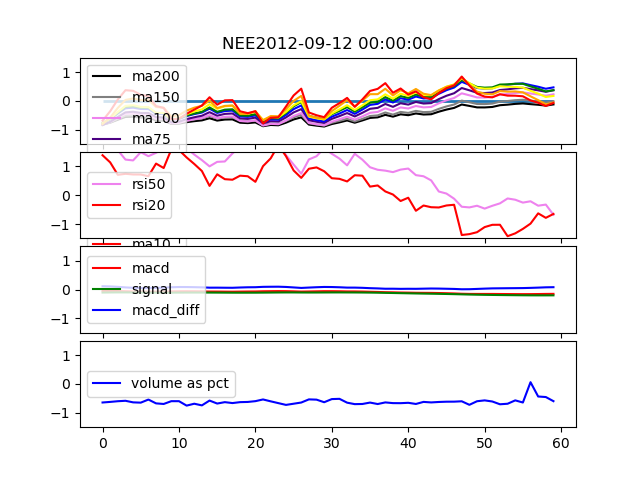 NEE2012-09-12 00:00:00
1
0
−1
ma200
ma150
ma100
ma75
1
0
−1
rsi50
rsi20
ma10
1
0
−1
macd
signal
macd_diff
1
0
−1
volume as pct
0 10 20 30 40 50 60